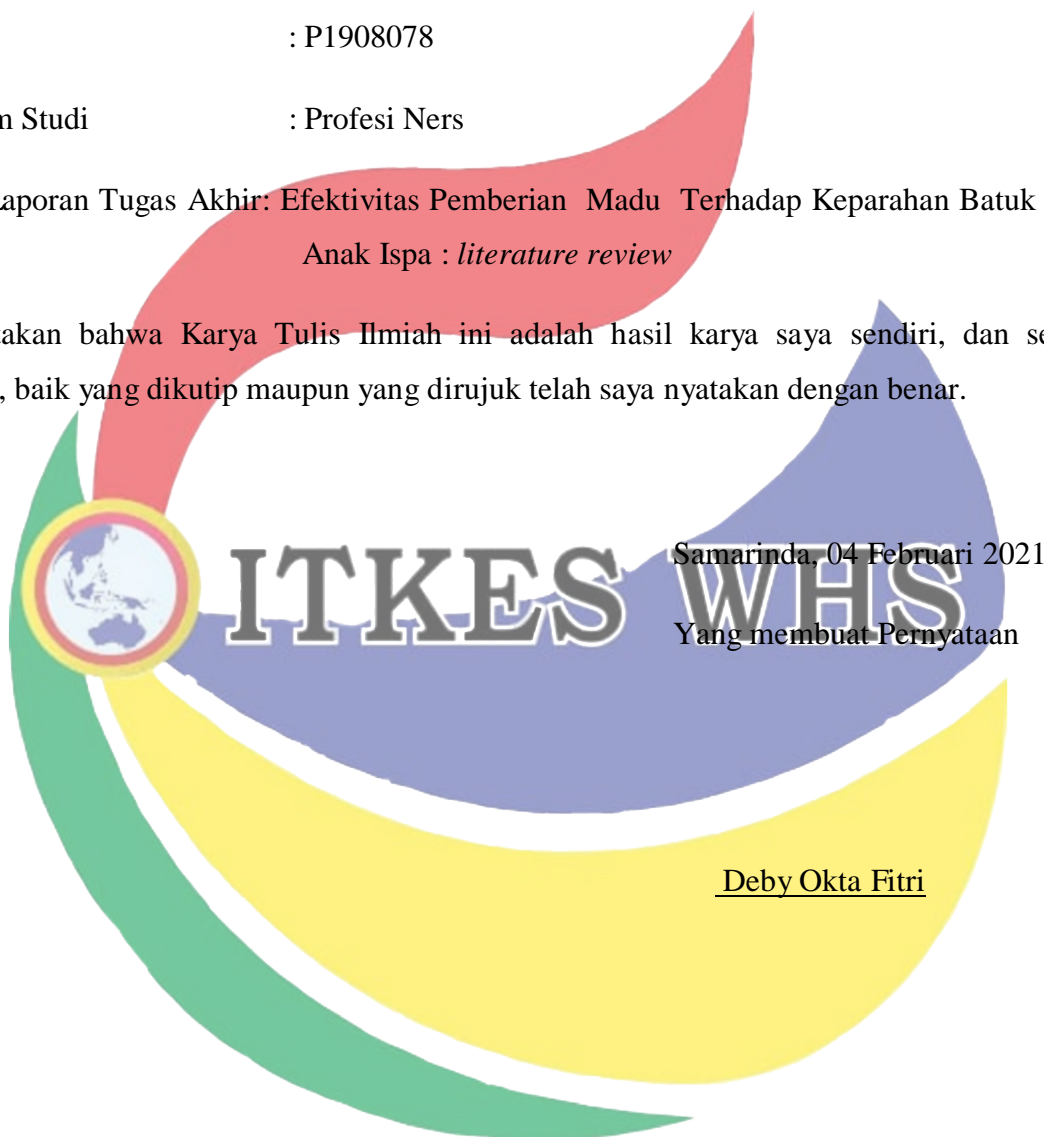 : P1908078
m Studi : Profesi Ners
Laporan Tugas Akhir: Efektivitas Pemberian Madu Terhadap Keparahan Batuk
Anak Ispa : literature review
takan bahwa Karya Tulis Ilmiah ini adalah hasil karya saya sendiri, dan se
, baik yang dikutip maupun yang dirujuk telah saya nyatakan dengan benar.
ITKES WHS
Samarinda, 04 Februari 2021
Yang membuat Pernyataan
Deby Okta Fitri